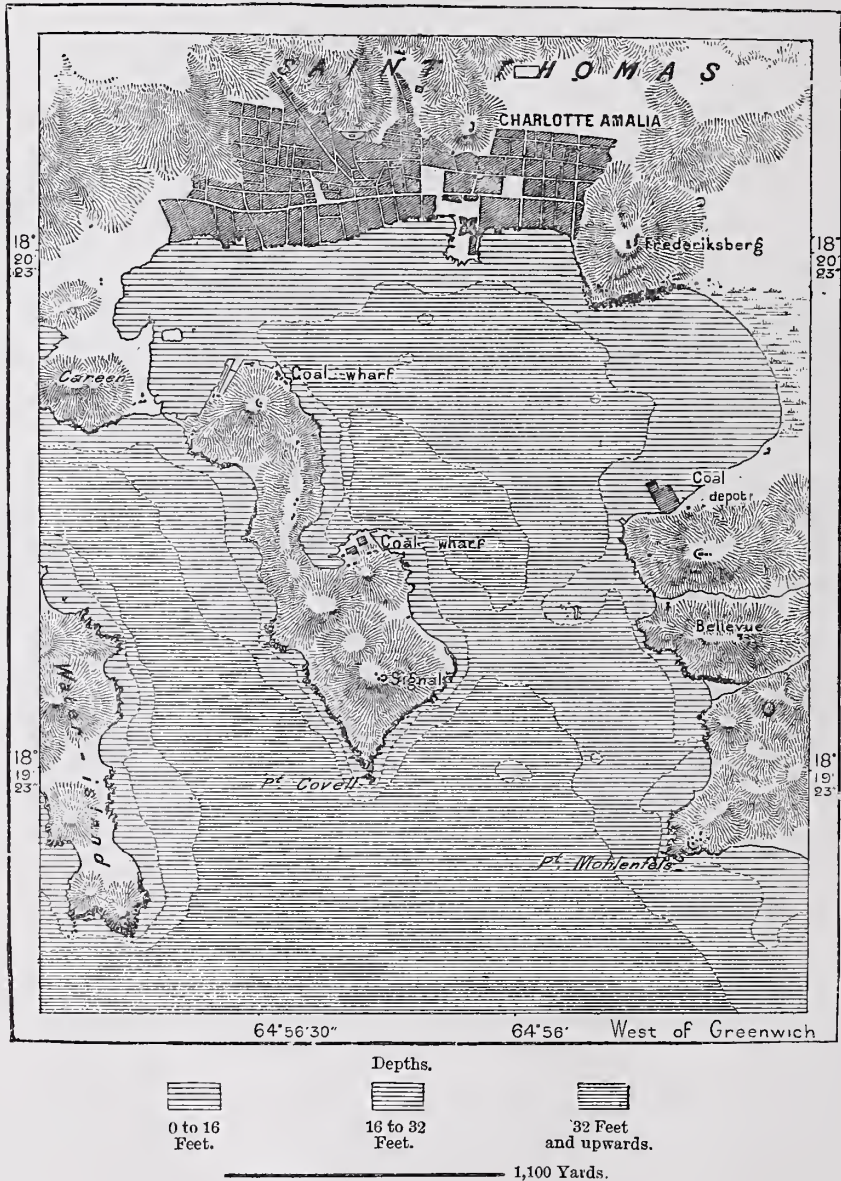 SAINT THOMAS
CHARLOTTE AMALIA
Frederiksberg
18°
20'
23"
18°
20'
23"
Careen
Coal wharf
Coal
depot
Coal wharf
Bellevue
Signal
Water island
18°
19'
23"
18°
19'
23"
Pt. Covell
Pt. Mohlenfels
64°56'30"
64°56'
West of Greenwich
Depths.
0 to 16
Feet.
16 to 32
Feet.
32 Feet
and upwards.
1,100 Yards.